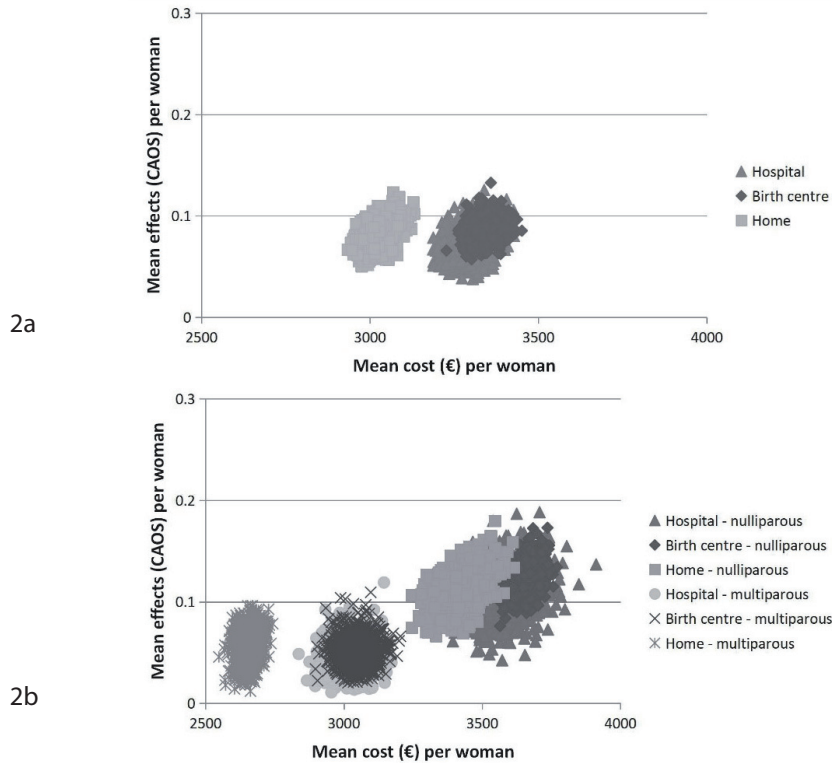 2a
Mean effects (CAOS) per woman
0.3
0.2
0.1
0
2500
3000
3500
4000
Mean cost (€) per woman
Hospital
Birth centre
Home
2b
Mean effects (CAOS) per woman
0.3
0.2
0.1
0
2500
3000
3500
4000
Mean cost (€) per woman
Hospital - nulliparous
Birth centre - nulliparous
Home - nulliparous
Hospital - multiparous
Birth centre - multiparous
Home - multiparous